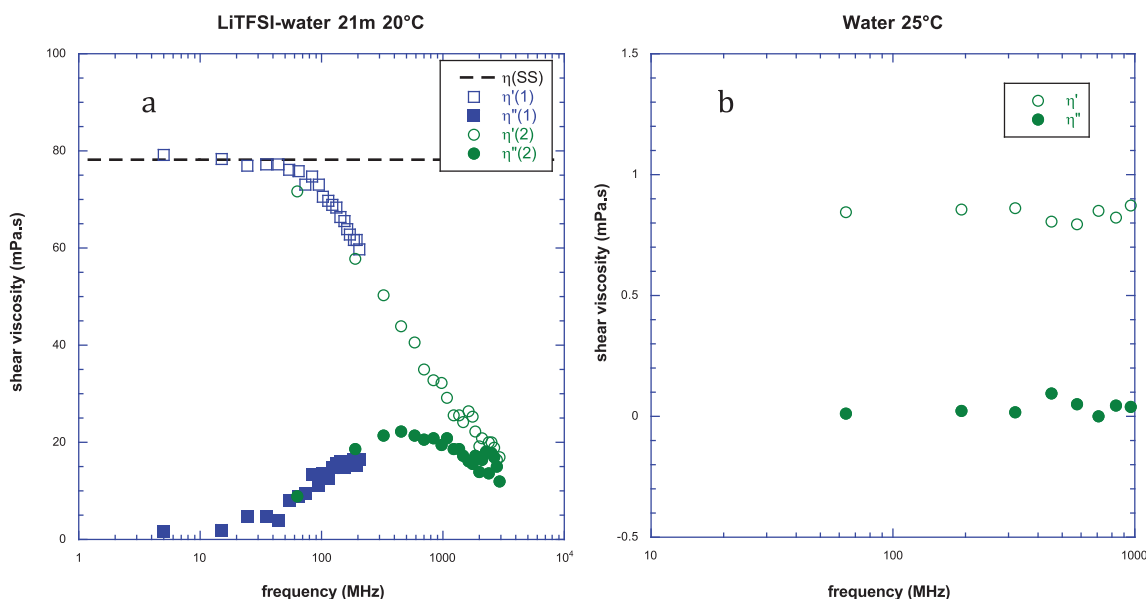 LiTFSI-water 21m 20°C
a
η(SS)
η'(1)
η"(1)
η'(2)
η"(2)
shear viscosity (mPa.s)
100
80
60
40
20
0
1
10
100
1000
10⁴
frequency (MHz)
Water 25°C
b
η'
η"
shear viscosity (mPa.s)
1.5
1
0.5
0
-0.5
10
100
1000
frequency (MHz)